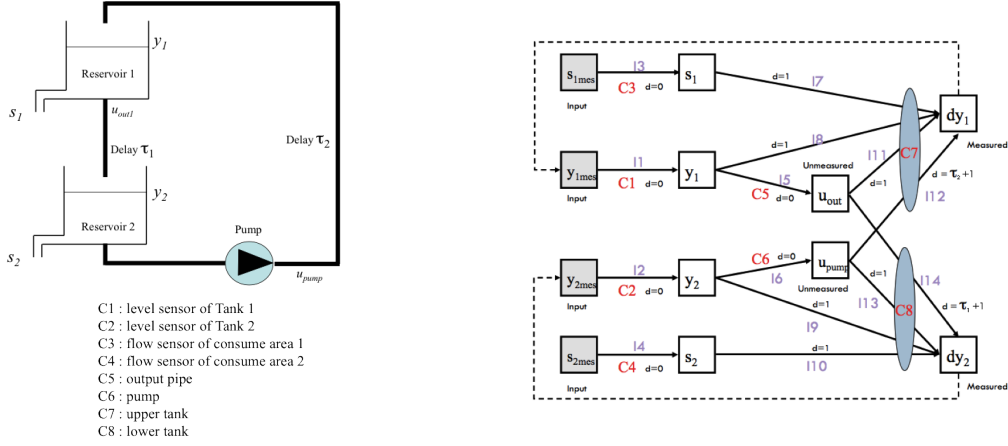 y₁
Reservoir 1
s₁
u_out1
Delay τ₁
Delay τ₂
y₂
Reservoir 2
s₂
Pump
u_pump
C1 : level sensor of Tank 1
C2 : level sensor of Tank 2
C3 : flow sensor of consume area 1
C4 : flow sensor of consume area 2
C5 : output pipe
C6 : pump
C7 : upper tank
C8 : lower tank
s₁mes
Input
I3
C3 d=0
s₁
d=1 I7
dy₁
Measured
y₁mes
Input
I1
C1 d=0
y₁
d=1 I8
I5
C5 d=0
Unmeasured
u_out
I11
d=1
C7
d = τ₂ +1
I12
y₂mes
Input
I2
C2 d=0
y₂
C6 d=0
I6
u_pump
Unmeasured
d=1
I13
C8
I14
d = τ₁ +1
d=1
I9
s₂mes
Input
I4
C4 d=0
s₂
d=1
I10
dy₂
Measured